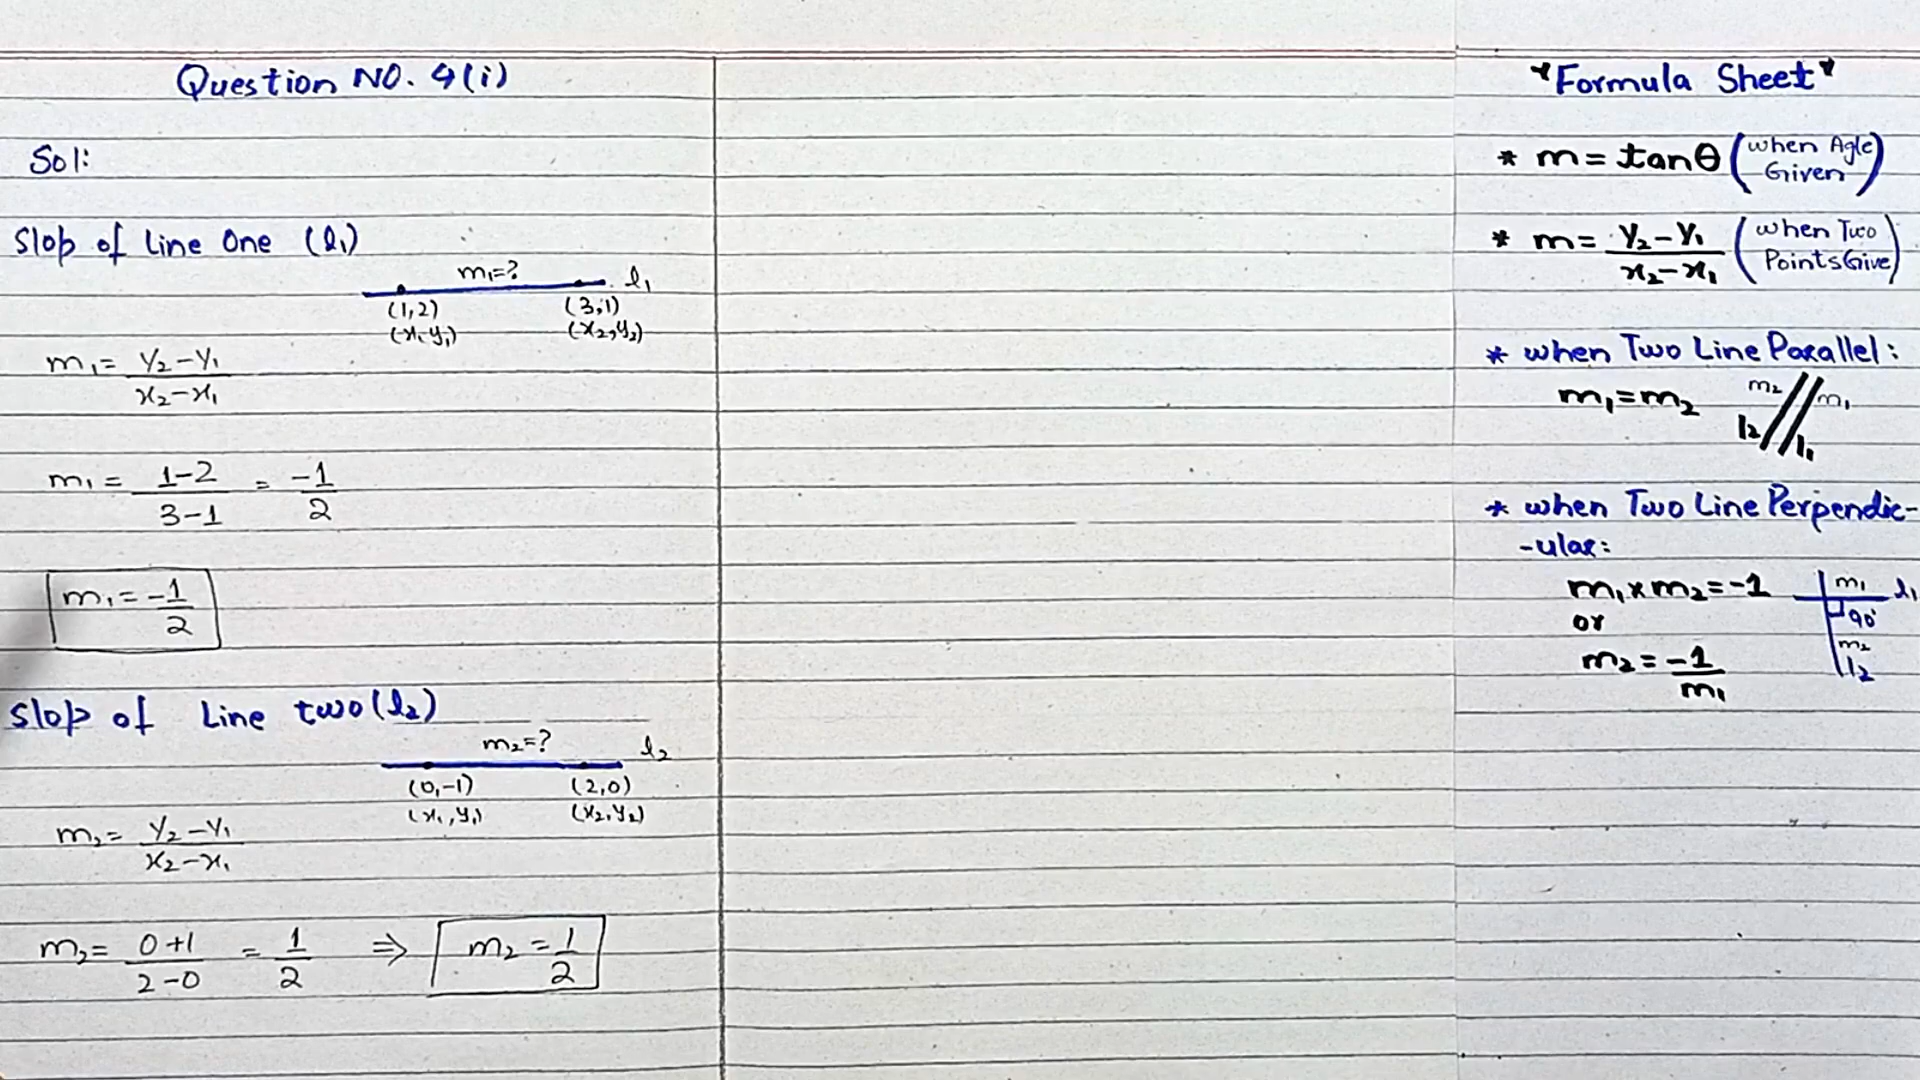 Question NO. 4(i)
Sol:
Slop of Line One (l₁)
m₁=?
l₁
(1,2)
(3,1)
(x₁,y₁)
(x₂,y₂)
m₁= Y₂-Y₁ / x₂-x₁
m₁ = 1-2 / 3-1 = -1 / 2
m₁ = -1 / 2
Slop of Line two (l₂)
m₂=?
l₂
(0,-1)
(2,0)
(x₁,y₁)
(x₂,y₂)
m₂= Y₂-Y₁ / x₂-x₁
m₂= 0+1 / 2-0 = 1 / 2 ⇒ m₂ = 1 / 2
"Formula Sheet"
* m = tanθ (when Agle Given)
* m = Y₂-Y₁ / x₂-x₁ (when Two Points Give)
* when Two Line Parallel:
m₁=m₂
m₂
m₁
l₂
l₁
* when Two Line Perpendic-
-ular:
m₁×m₂=-1
or
m₂ = -1 / m₁
m₁
l₁
90°
m₂
l₂